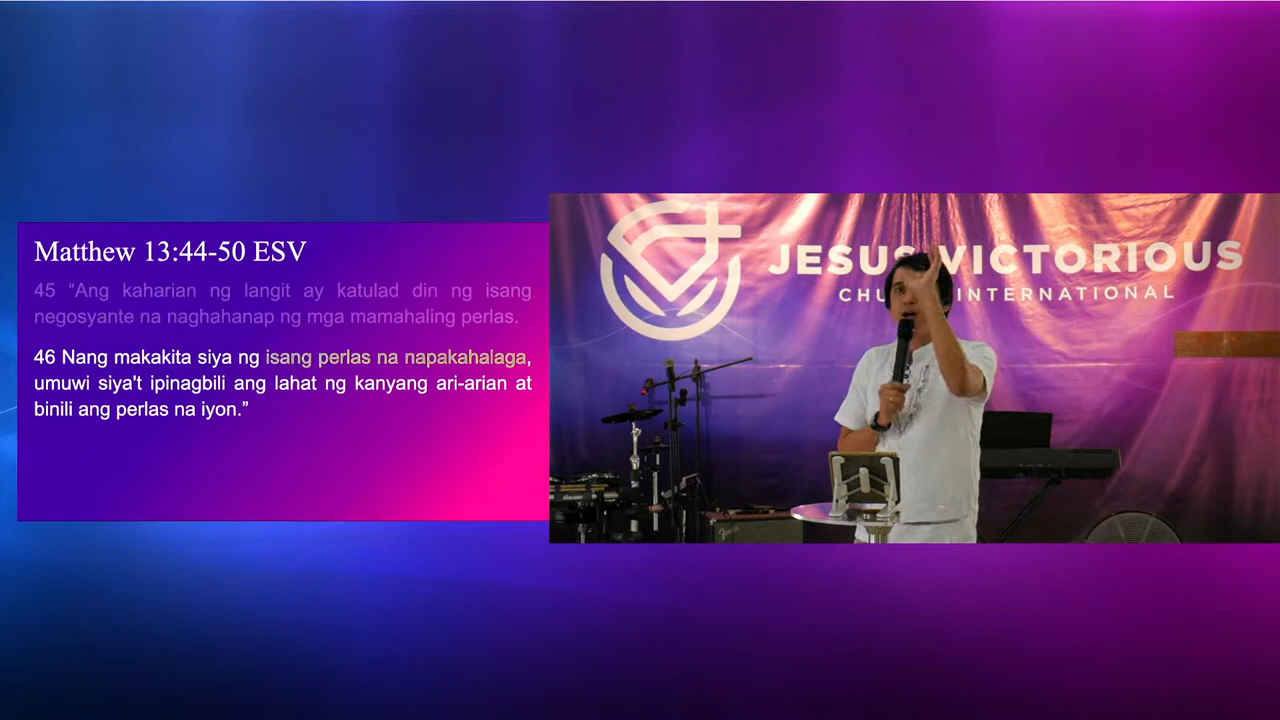 Matthew 13:44-50 ESV
45 “Ang kaharian ng langit ay katulad din ng isang
negosyante na naghahanap ng mga mamahaling perlas.
46 Nang makakita siya ng isang perlas na napakahalaga,
umuwi siya't ipinagbili ang lahat ng kanyang ari-arian at
binili ang perlas na iyon.”
JESUS VICTORIOUS
CHU INTERNATIONAL